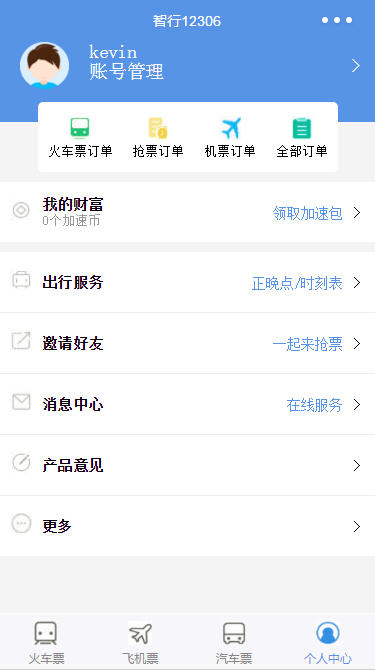 智行12306
kevin
账号管理
火车票订单 抢票订单 机票订单 全部订单
我的财富
0个加速币
领取加速包
出行服务 正晚点/时刻表
邀请好友 一起来抢票
消息中心 在线服务
产品意见
更多
火车票 飞机票 汽车票 个人中心